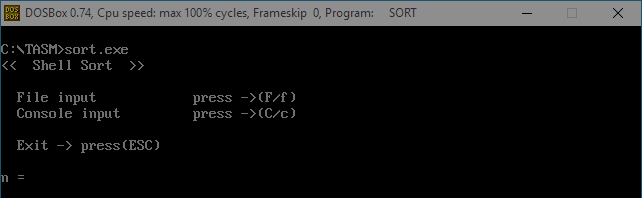 DOSBox 0.74, Cpu speed: max 100% cycles, Frameskip 0, Program: SORT
C:\TASM>sort.exe
<< Shell Sort >>
File input press ->(F/f)
Console input press ->(C/c)
Exit -> press(ESC)
n =